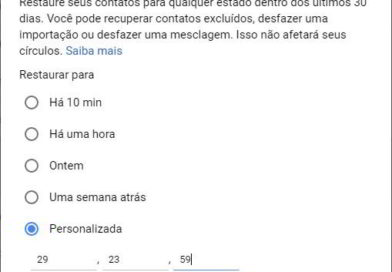 Restaure seus contatos para qualquer estado dentro dos últimos 30
dias. Você pode recuperar contatos excluídos, desfazer uma
importação ou desfazer uma mesclagem. Isso não afetará seus
círculos. Saiba mais
Restaurar para
Há 10 min
Há uma hora
Ontem
Uma semana atrás
Personalizada
29 , 23 , 59